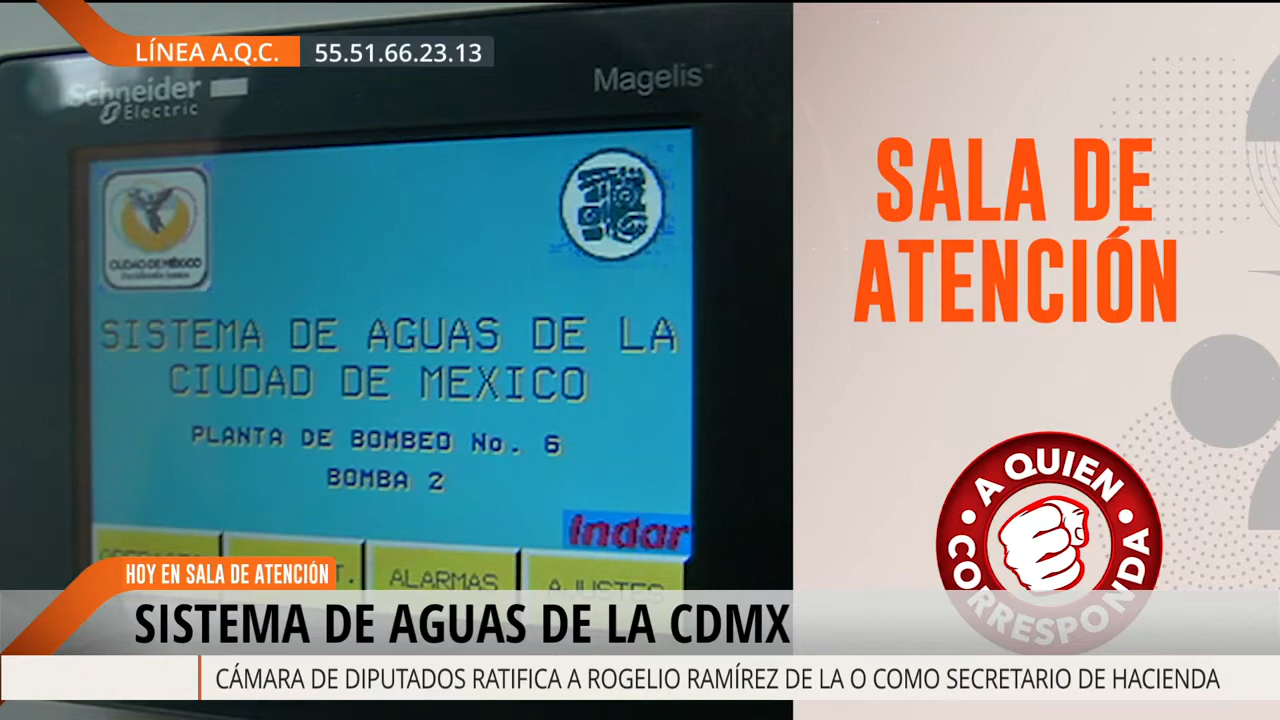 LÍNEA A.Q.C. 55.51.66.23.13
Schneider
Electric
Magelis
CIUDAD DE MÉXICO
SISTEMA DE AGUAS DE LA
CIUDAD DE MEXICO
PLANTA DE BOMBEO No. 6
BOMBA 2
indar
ALARMAS
AJUSTES
SALA DE
ATENCIÓN
A QUIEN
CORRESPONDA
HOY EN SALA DE ATENCIÓN
SISTEMA DE AGUAS DE LA CDMX
CÁMARA DE DIPUTADOS RATIFICA A ROGELIO RAMÍREZ DE LA O COMO SECRETARIO DE HACIENDA